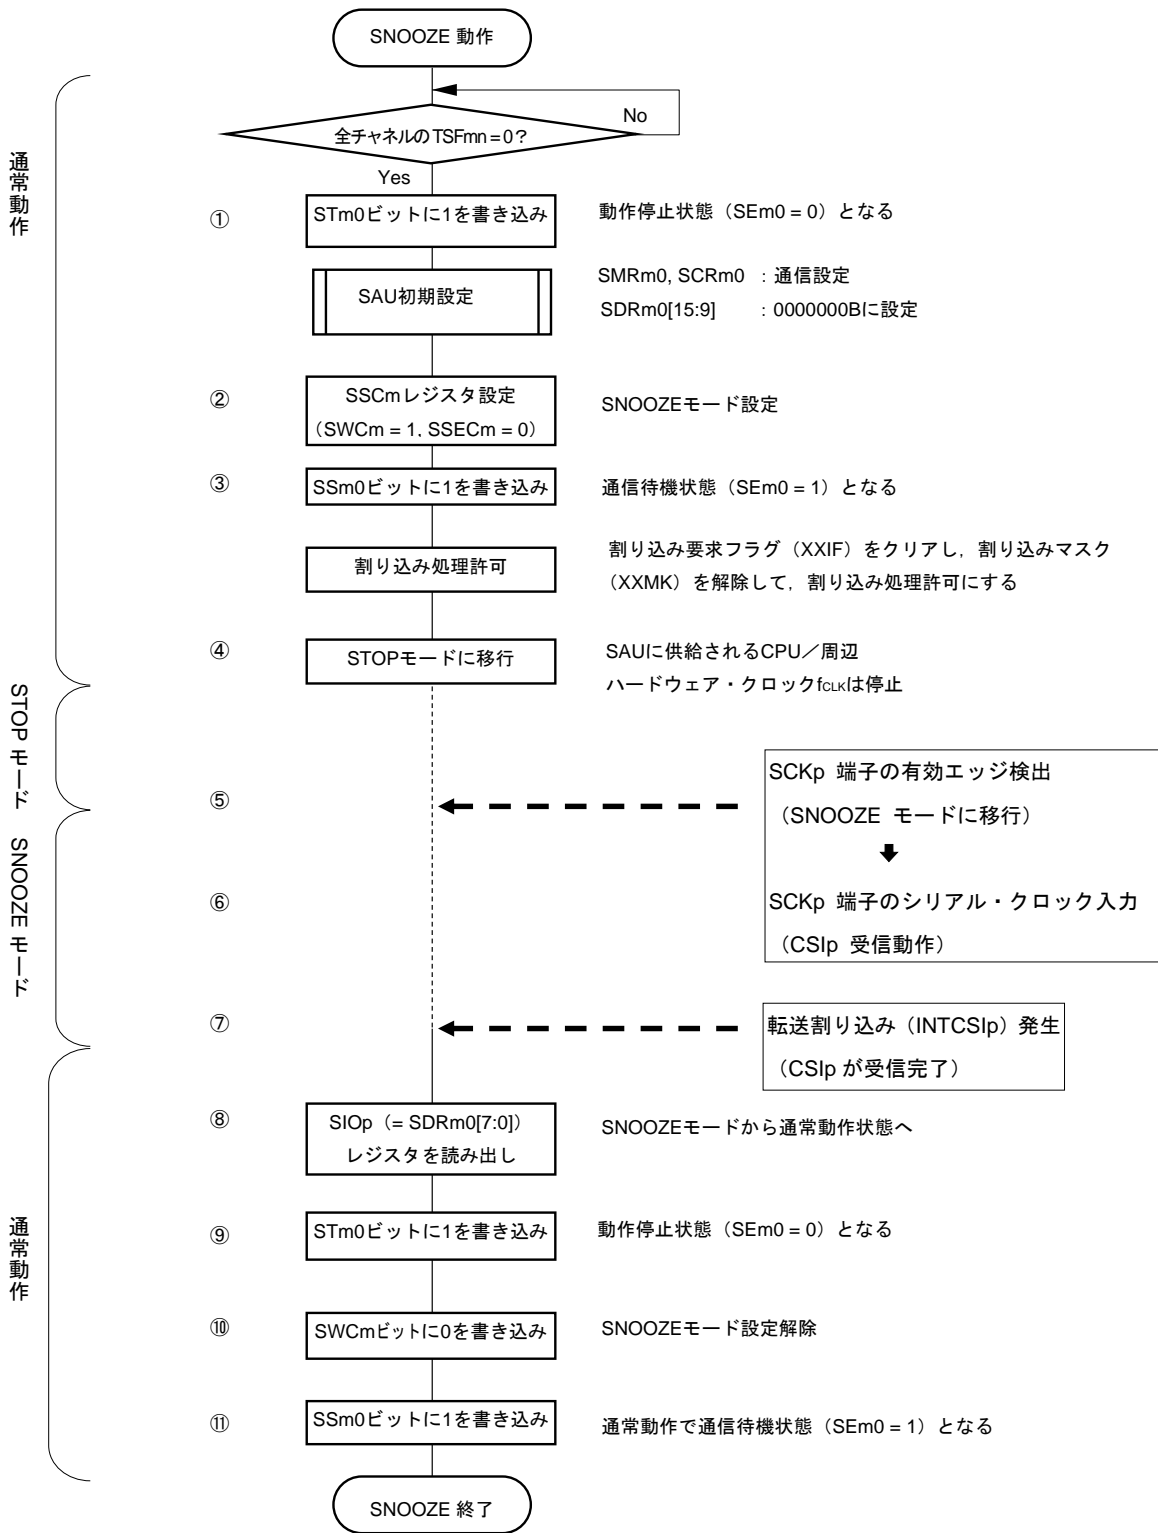 SNOOZE 動作
No
全チャネルのTSFmn = 0？
Yes
通常動作
①
STm0ビットに1を書き込み
動作停止状態（SEm0 = 0）となる
SAU初期設定
SMRm0, SCRm0 ：通信設定
SDRm0[15:9] ：0000000Bに設定
②
SSCmレジスタ設定
（SWCm = 1, SSECm = 0）
SNOOZEモード設定
③
SSm0ビットに1を書き込み
通信待機状態（SEm0 = 1）となる
割り込み処理許可
割り込み要求フラグ（XXIF）をクリアし，割り込みマスク
（XXMK）を解除して，割り込み処理許可にする
④
STOPモードに移行
SAUに供給されるCPU／周辺
ハードウェア・クロックfCLKは停止
STOP モード
⑤
SCKp 端子の有効エッジ検出
（SNOOZE モードに移行）
SNOOZE モード
⑥
SCKp 端子のシリアル・クロック入力
（CSIp 受信動作）
⑦
転送割り込み（INTCSIp）発生
（CSIp が受信完了）
通常動作
⑧
SIOp（= SDRm0[7:0]）
レジスタを読み出し
SNOOZEモードから通常動作状態へ
⑨
STm0ビットに1を書き込み
動作停止状態（SEm0 = 0）となる
⑩
SWCmビットに0を書き込み
SNOOZEモード設定解除
⑪
SSm0ビットに1を書き込み
通常動作で通信待機状態（SEm0 = 1）となる
SNOOZE 終了